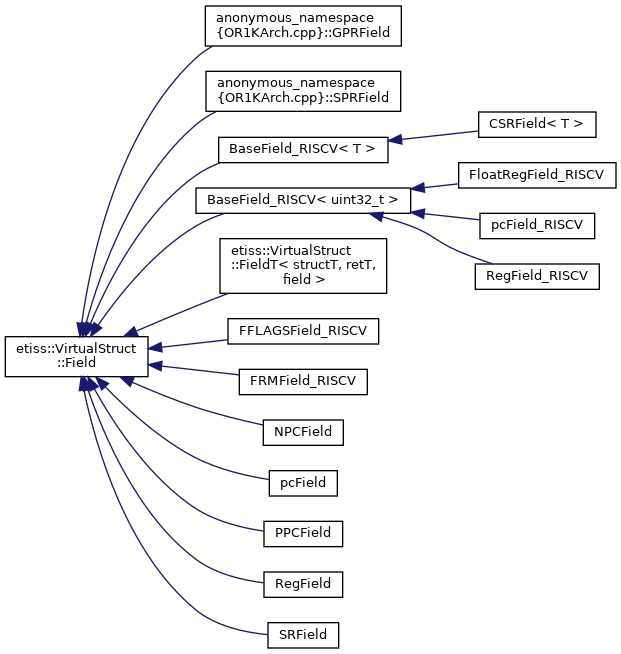 anonymous_namespace
{OR1KArch.cpp}::GPRField
anonymous_namespace
{OR1KArch.cpp}::SPRField
CSRField< T >
BaseField_RISCV< T >
FloatRegField_RISCV
BaseField_RISCV< uint32_t >
pcField_RISCV
RegField_RISCV
etiss::VirtualStruct
::FieldT< structT, retT,
field >
FFLAGSField_RISCV
etiss::VirtualStruct
::Field
FRMField_RISCV
NPCField
pcField
PPCField
RegField
SRField